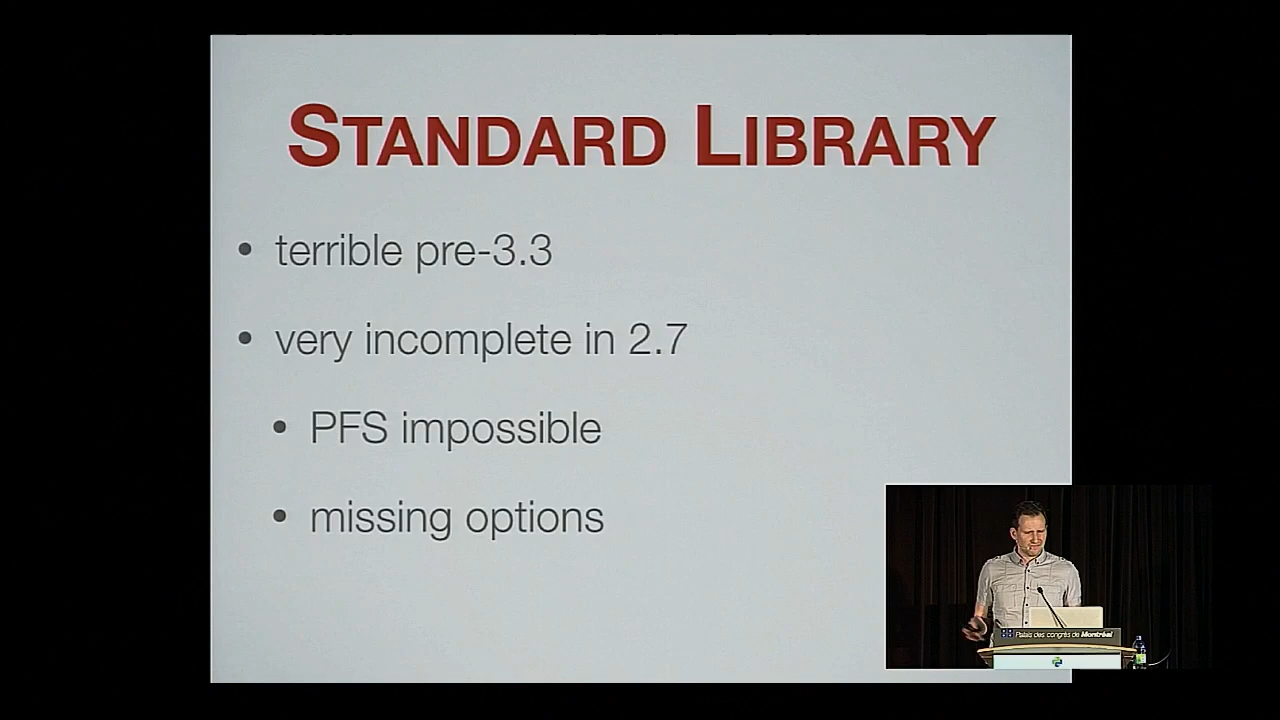 STANDARD LIBRARY
• terrible pre-3.3
• very incomplete in 2.7
• PFS impossible
• missing options
Palais des congrès de Montréal